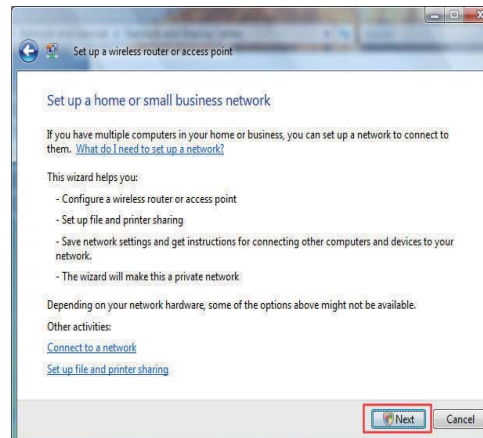 Set up a wireless router or access point
Set up a home or small business network
If you have multiple computers in your home or business, you can set up a network to connect to
them. What do I need to set up a network?
This wizard helps you:
- Configure a wireless router or access point
- Set up file and printer sharing
- Save network settings and get instructions for connecting other computers and devices to your
network.
- The wizard will make this a private network
Depending on your network hardware, some of the options above might not be available.
Other activities:
Connect to a network
Set up file and printer sharing
Next Cancel